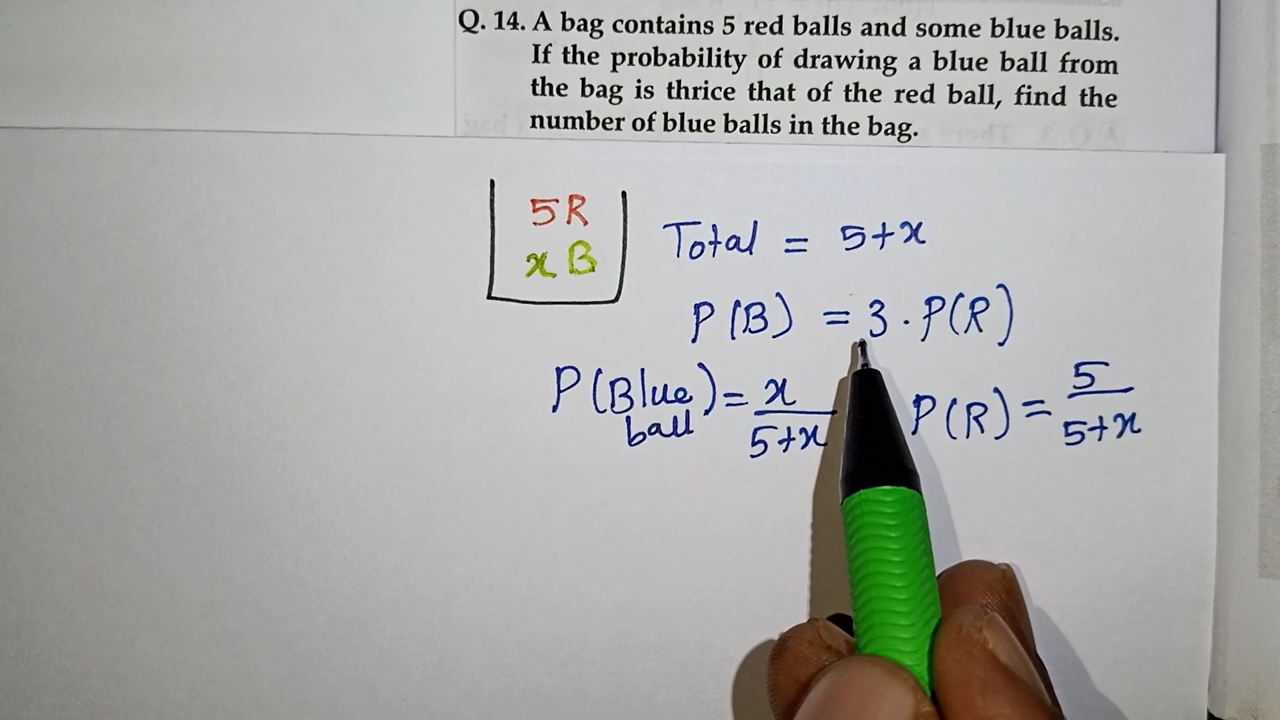 Q. 14. A bag contains 5 red balls and some blue balls.
If the probability of drawing a blue ball from
the bag is thrice that of the red ball, find the
number of blue balls in the bag.
5R
x B
Total = 5+x
P(B) = 3 · P(R)
P(Blue ball) = x/5+x
P(R) = 5/5+x